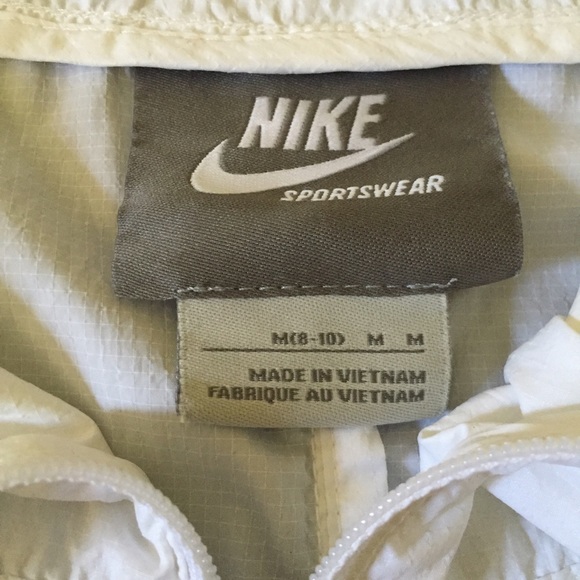 NIKE
SPORTSWEAR
M(8-10) M M
MADE IN VIETNAM
FABRIQUE AU VIETNAM